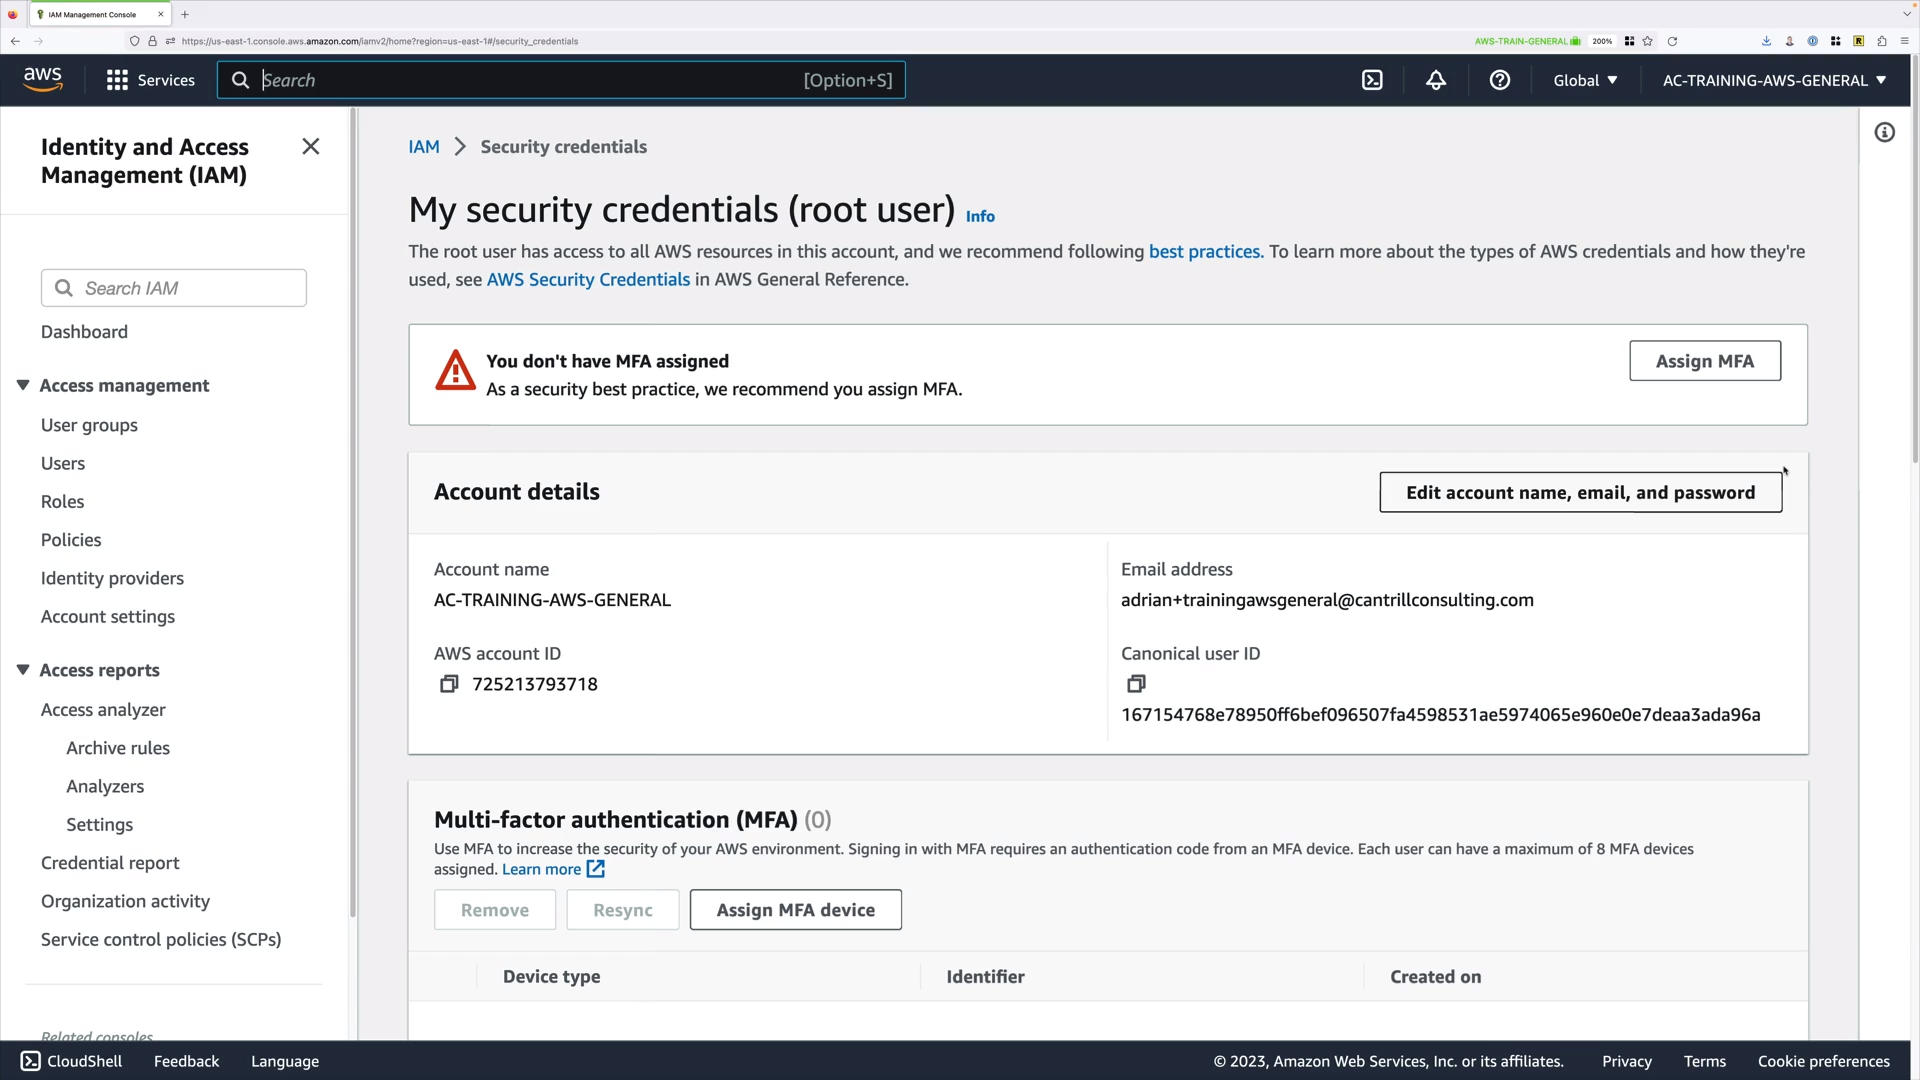 IAM Management Console
https://us-east-1.console.aws.amazon.com/iamv2/home?region=us-east-1#/security_credentials
AWS-TRAIN-GENERAL
200%
aws
Services
Search
[Option+S]
Global
AC-TRAINING-AWS-GENERAL
Identity and Access
Management (IAM)
Search IAM
Dashboard
Access management
User groups
Users
Roles
Policies
Identity providers
Account settings
Access reports
Access analyzer
Archive rules
Analyzers
Settings
Credential report
Organization activity
Service control policies (SCPs)
Related consoles
IAM
Security credentials
My security credentials (root user) Info
The root user has access to all AWS resources in this account, and we recommend following best practices. To learn more about the types of AWS credentials and how they're
used, see AWS Security Credentials in AWS General Reference.
You don't have MFA assigned
As a security best practice, we recommend you assign MFA.
Assign MFA
Account details
Edit account name, email, and password
Account name
AC-TRAINING-AWS-GENERAL
Email address
adrian+trainingawsgeneral@cantrillconsulting.com
AWS account ID
725213793718
Canonical user ID
167154768e78950ff6bef096507fa4598531ae5974065e960e0e7deaa3ada96a
Multi-factor authentication (MFA) (0)
Use MFA to increase the security of your AWS environment. Signing in with MFA requires an authentication code from an MFA device. Each user can have a maximum of 8 MFA devices
assigned. Learn more
Remove
Resync
Assign MFA device
Device type
Identifier
Created on
CloudShell
Feedback
Language
© 2023, Amazon Web Services, Inc. or its affiliates.
Privacy
Terms
Cookie preferences